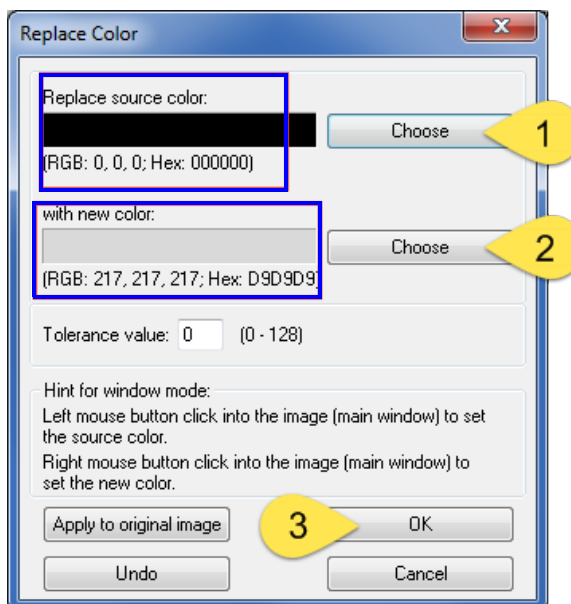 Replace Color
Replace source color:
Choose
1
(RGB: 0, 0, 0; Hex: 000000)
with new color:
Choose
2
(RGB: 217, 217, 217; Hex: D9D9D9)
Tolerance value: 0 (0 - 128)
Hint for window mode:
Left mouse button click into the image (main window) to set
the source color.
Right mouse button click into the image (main window) to
set the new color.
Apply to original image
3
OK
Undo
Cancel